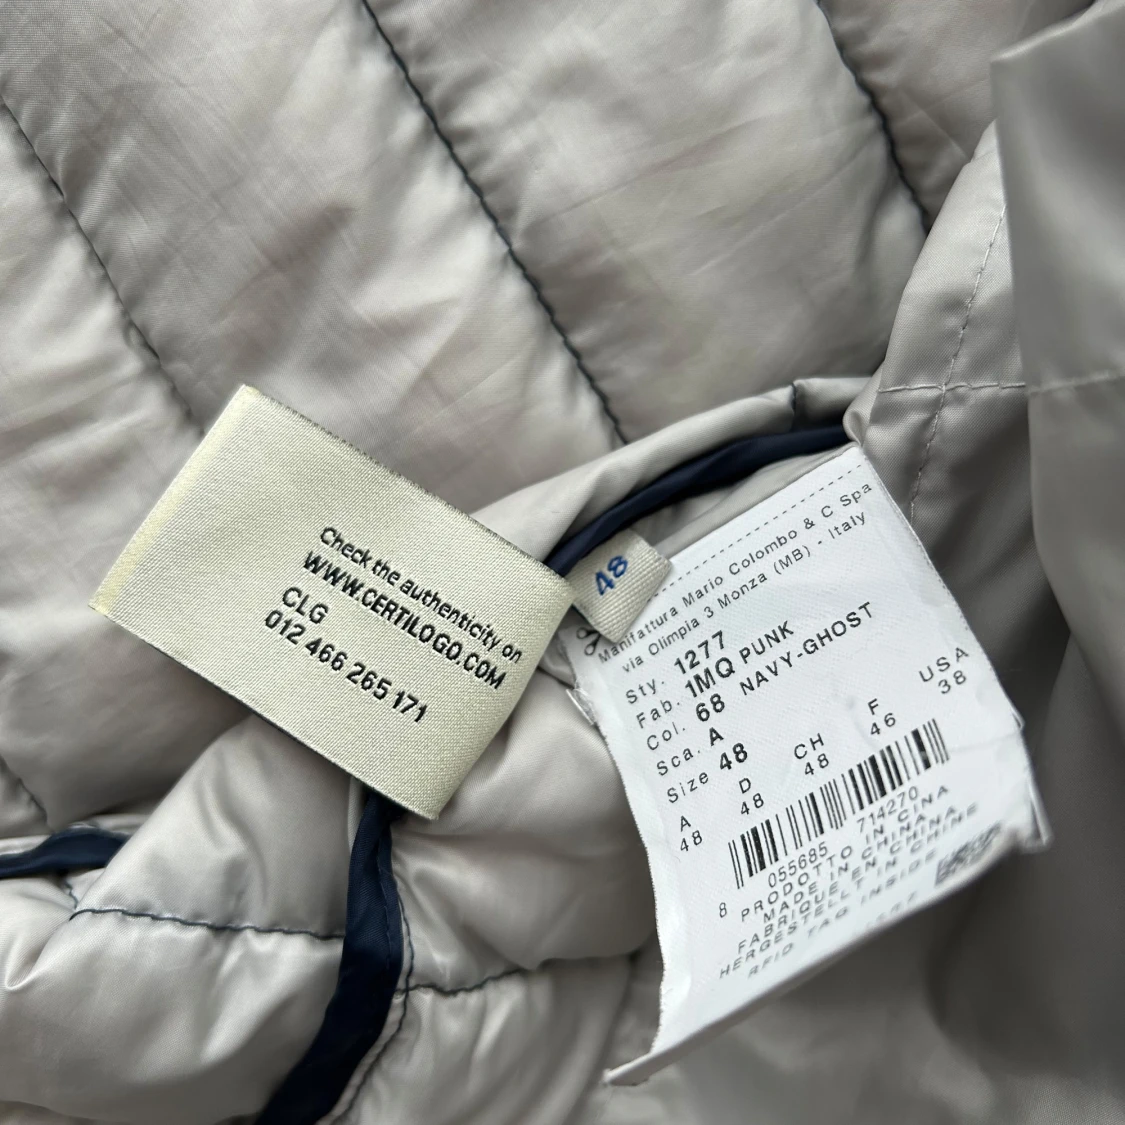 Check the authenticity on
WWW.CERTILOGO.COM
CLG
012 466 265 171
48
Manifattura Mario Colombo & C Spa
via Olimpia 3 Monza (MB) - Italy
Sty. 1277
Fab. 1MQ PUNK
Col. 68 NAVY-GHOST
Sca. A
Size 48
A D CH F USA
48 48 48 46 38
8 055685 714270
PRODOTTO IN CINA
MADE IN CHINA
FABRIQUE EN CHINE
HERGESTELLT IN CHINA
RFID TAG INSIDE